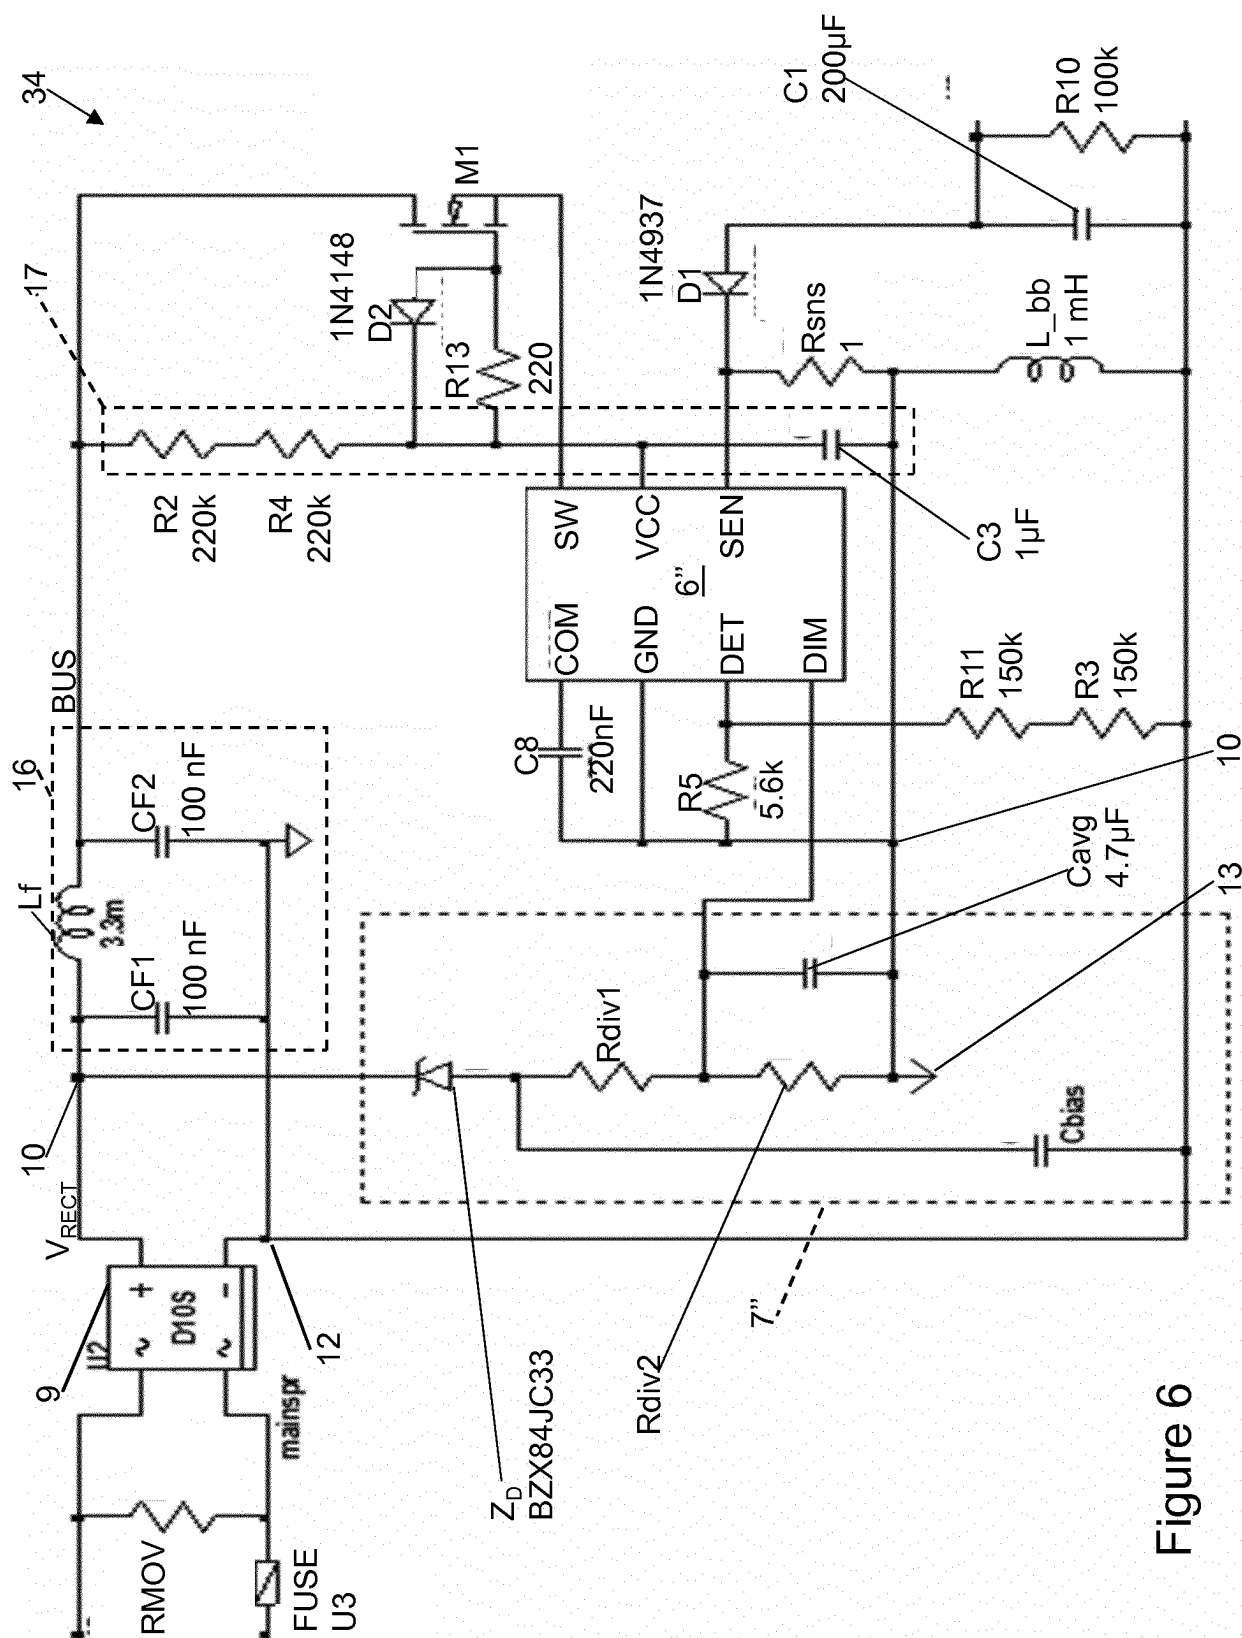 34
17
16
Lf
3.3m
CF1
100 nF
CF2
100 nF
BUS
10
V_RECT
9
U2
D10S
+
-
~
~
12
mainspr
RMOV
FUSE
U3
R2
220k
R4
220k
1N4148
D2
R13
220
M1
1N4937
D1
Rsns
1
L_bb
1 mH
C1
200µF
R10
100k
COM
GND
DET
DIM
SW
VCC
SEN
6”
C3
1µF
C8
220nF
R5
5.6k
R11
150k
R3
150k
10
Cavg
4.7µF
13
Rdiv1
Cbias
7”
Rdiv2
Z_D
BZX84JC33
Figure 6